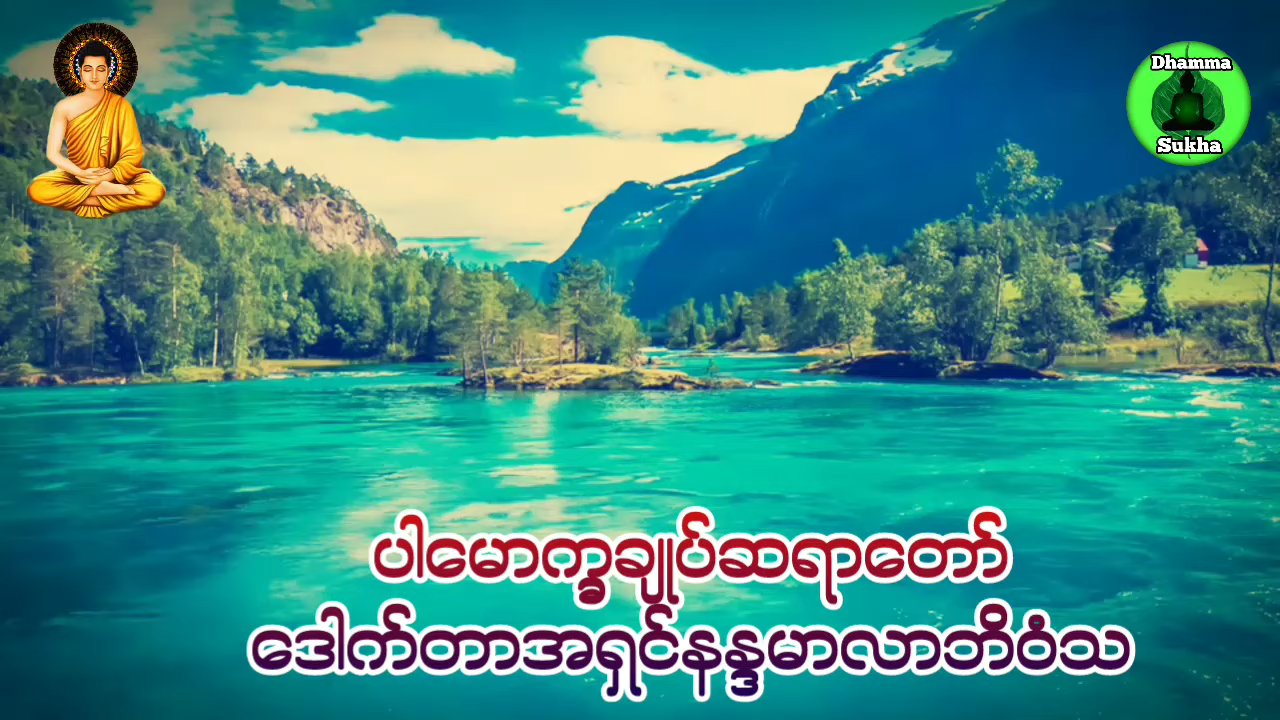 Dhamma
Sukha
ပါမောက္ခချုပ်ဆရာတော်
ဒေါက်တာအရှင်နန္ဒမာလာဘိဝံသ